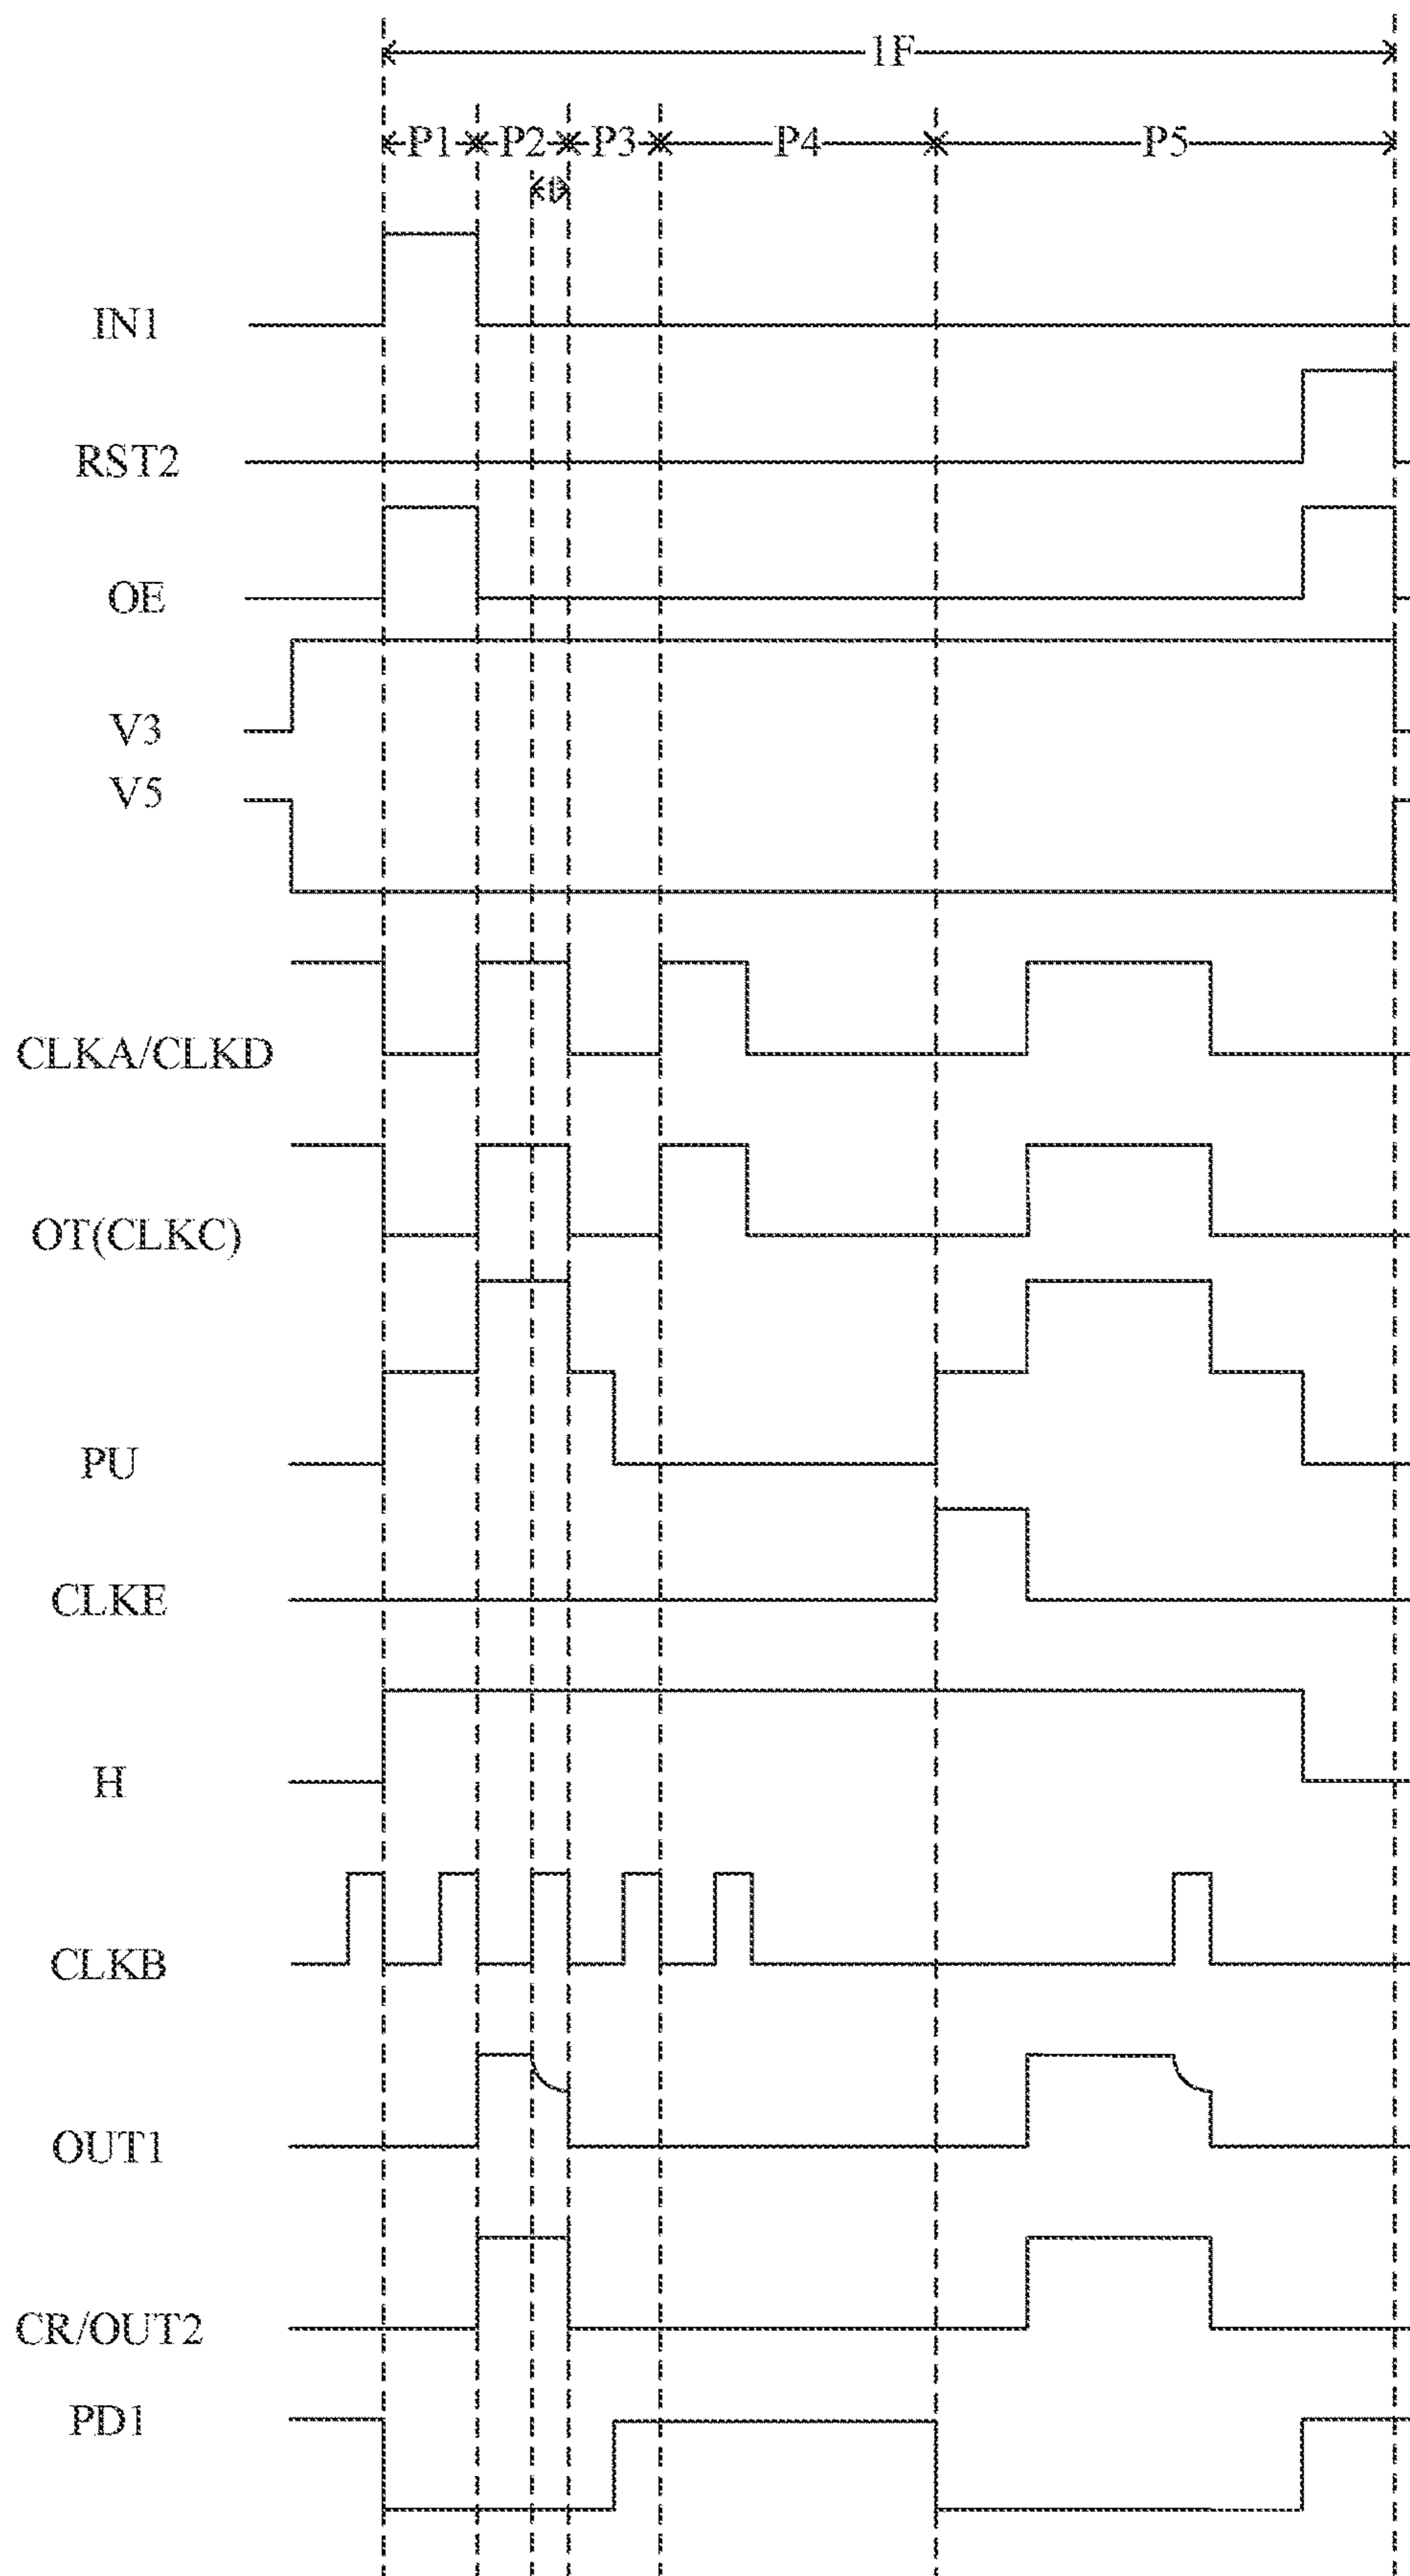 1F
P1 P2 P3 P4 P5
t
IN1
RST2
OE
V3
V5
CLKA/CLKD
OT(CLKC)
PU
CLKE
H
CLKB
OUT1
CR/OUT2
PD1